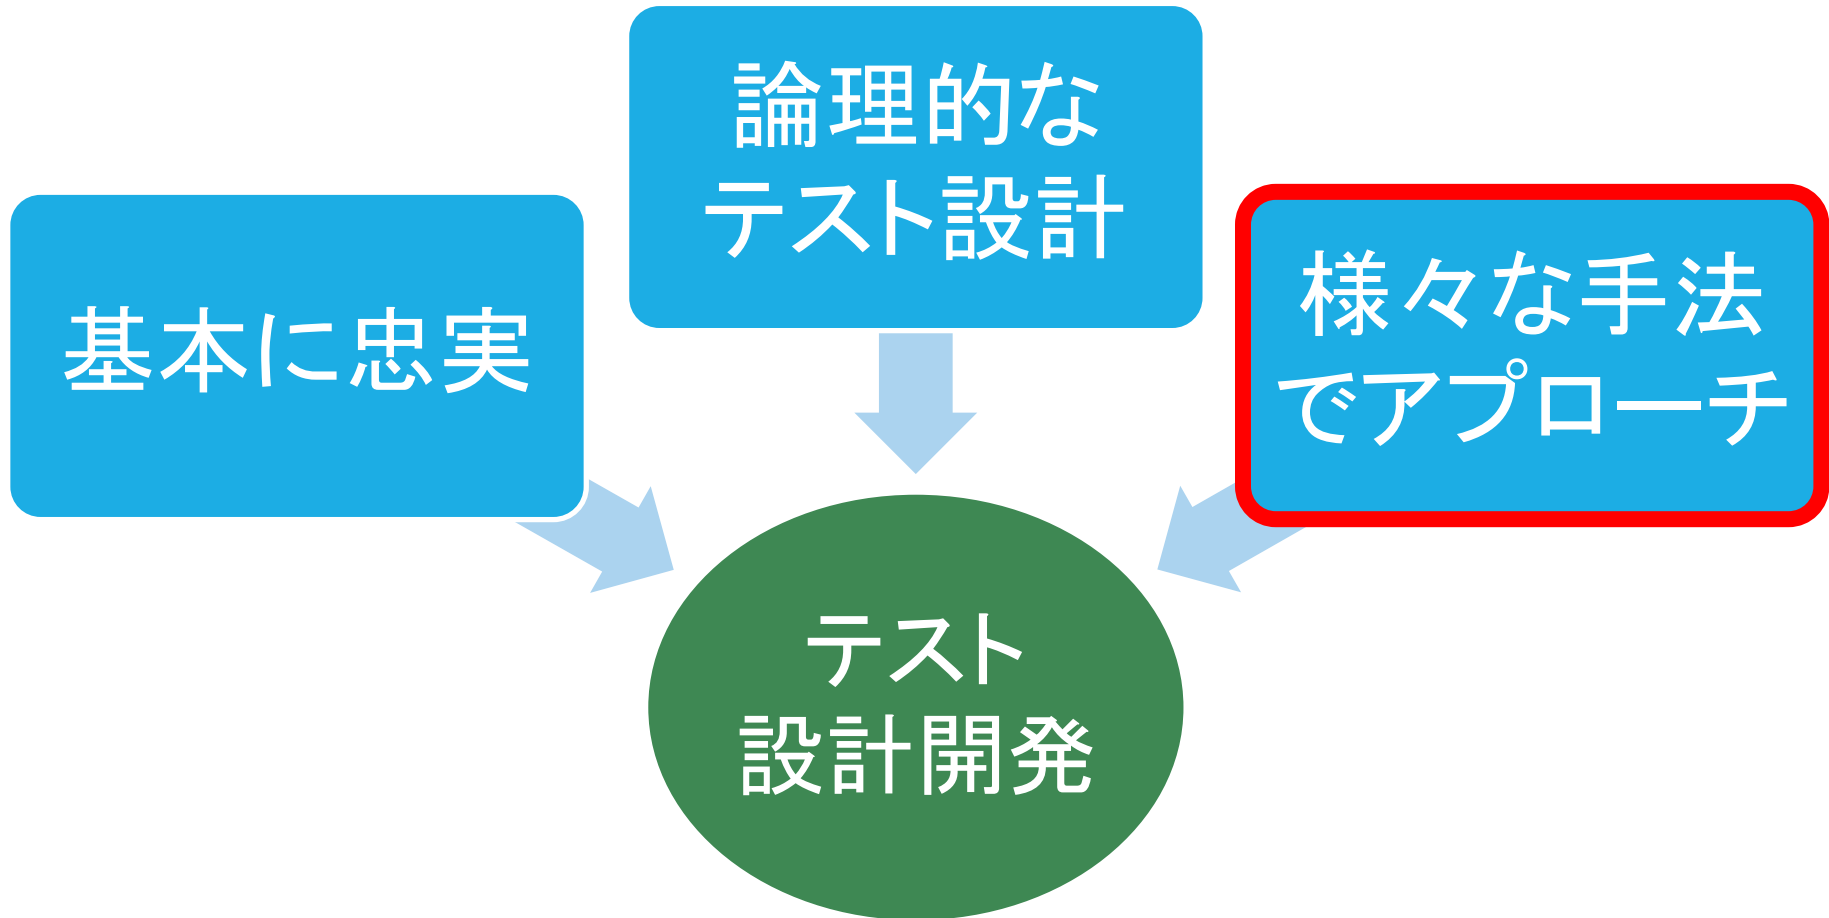 論理的な
テスト設計
基本に忠実
様々な手法
でアプローチ
テスト
設計開発